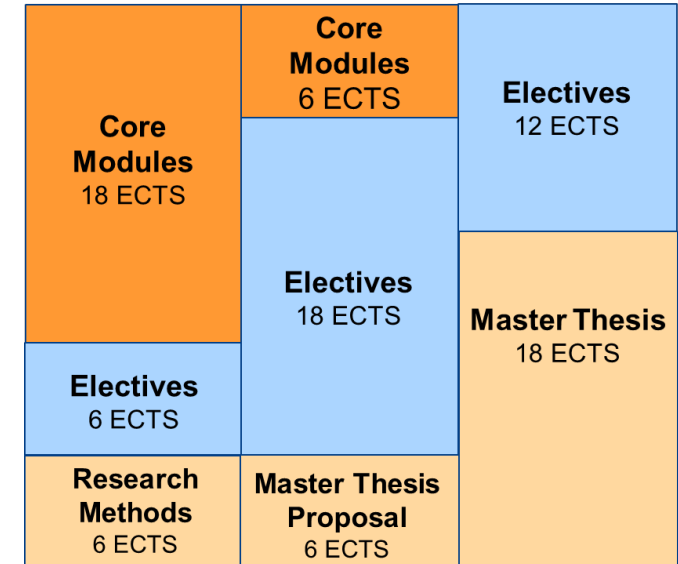 Core
Modules
18 ECTS
Electives
6 ECTS
Research
Methods
6 ECTS
Core
Modules
6 ECTS
Electives
18 ECTS
Master Thesis
Proposal
6 ECTS
Electives
12 ECTS
Master Thesis
18 ECTS